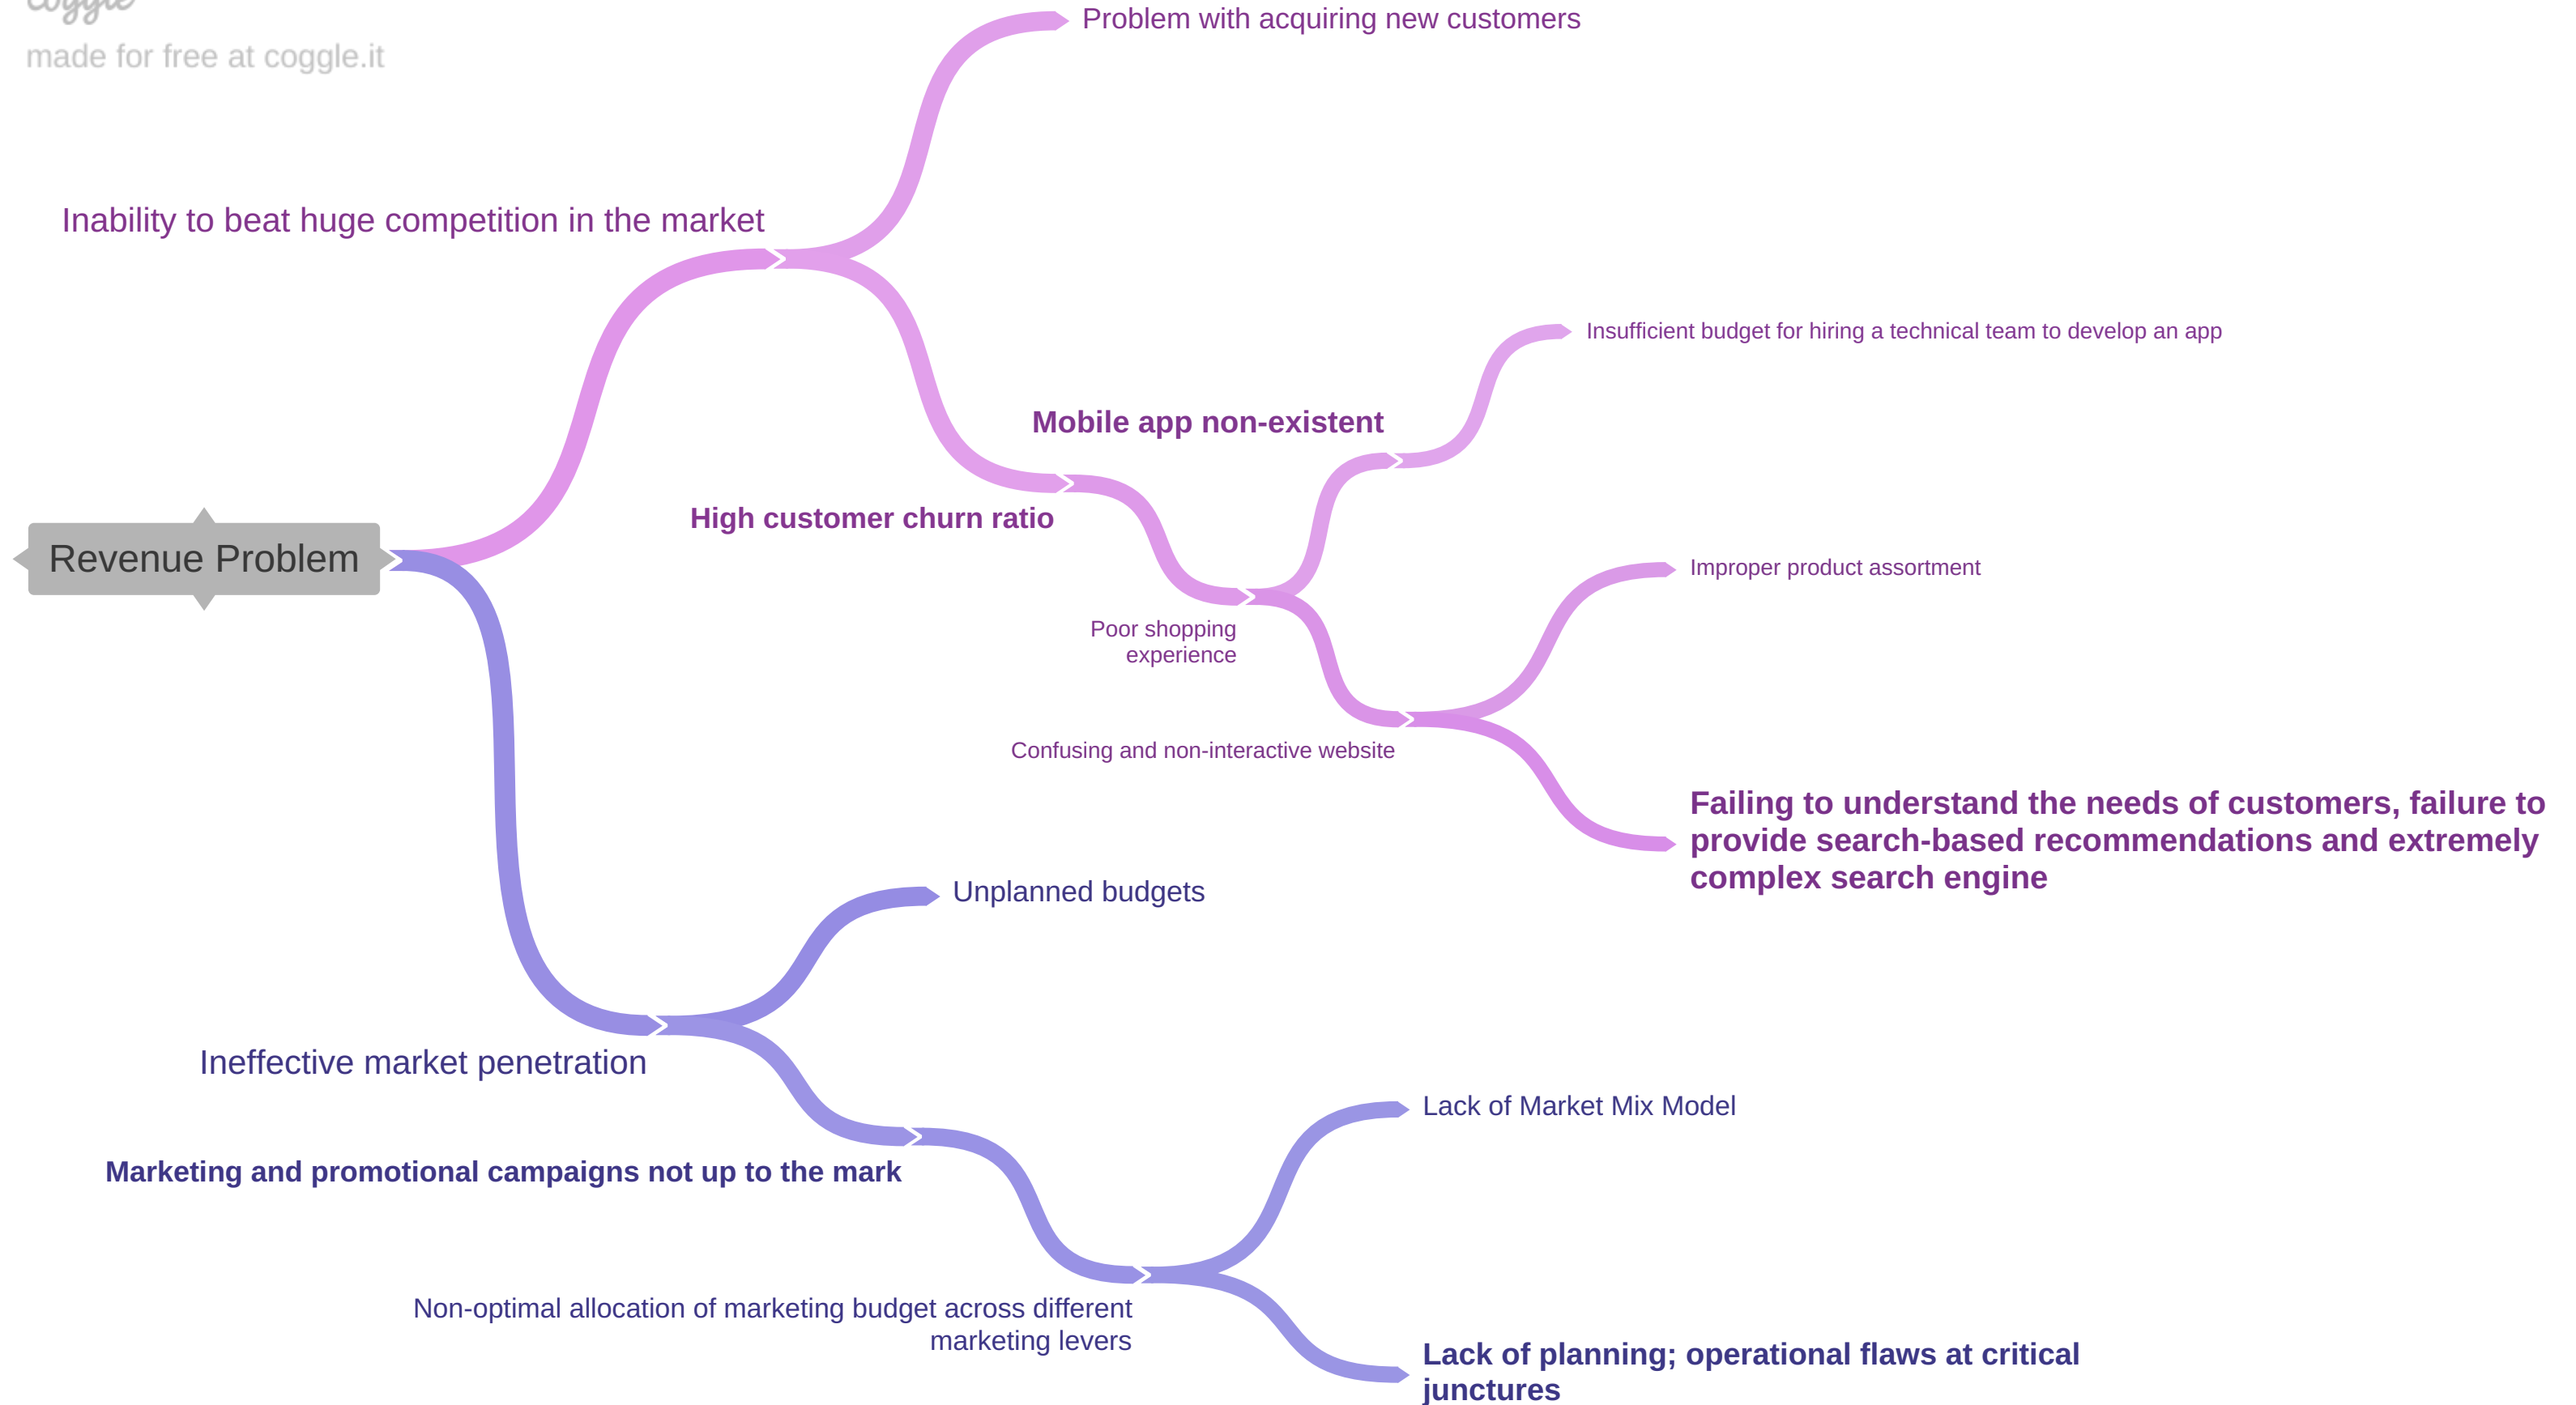 coggle
made for free at coggle.it
Problem with acquiring new customers
Inability to beat huge competition in the market
Insufficient budget for hiring a technical team to develop an app
Mobile app non-existent
High customer churn ratio
Revenue Problem
Improper product assortment
Poor shopping
experience
Confusing and non-interactive website
Failing to understand the needs of customers, failure to
provide search-based recommendations and extremely
complex search engine
Unplanned budgets
Ineffective market penetration
Lack of Market Mix Model
Marketing and promotional campaigns not up to the mark
Non-optimal allocation of marketing budget across different
marketing levers
Lack of planning; operational flaws at critical
junctures